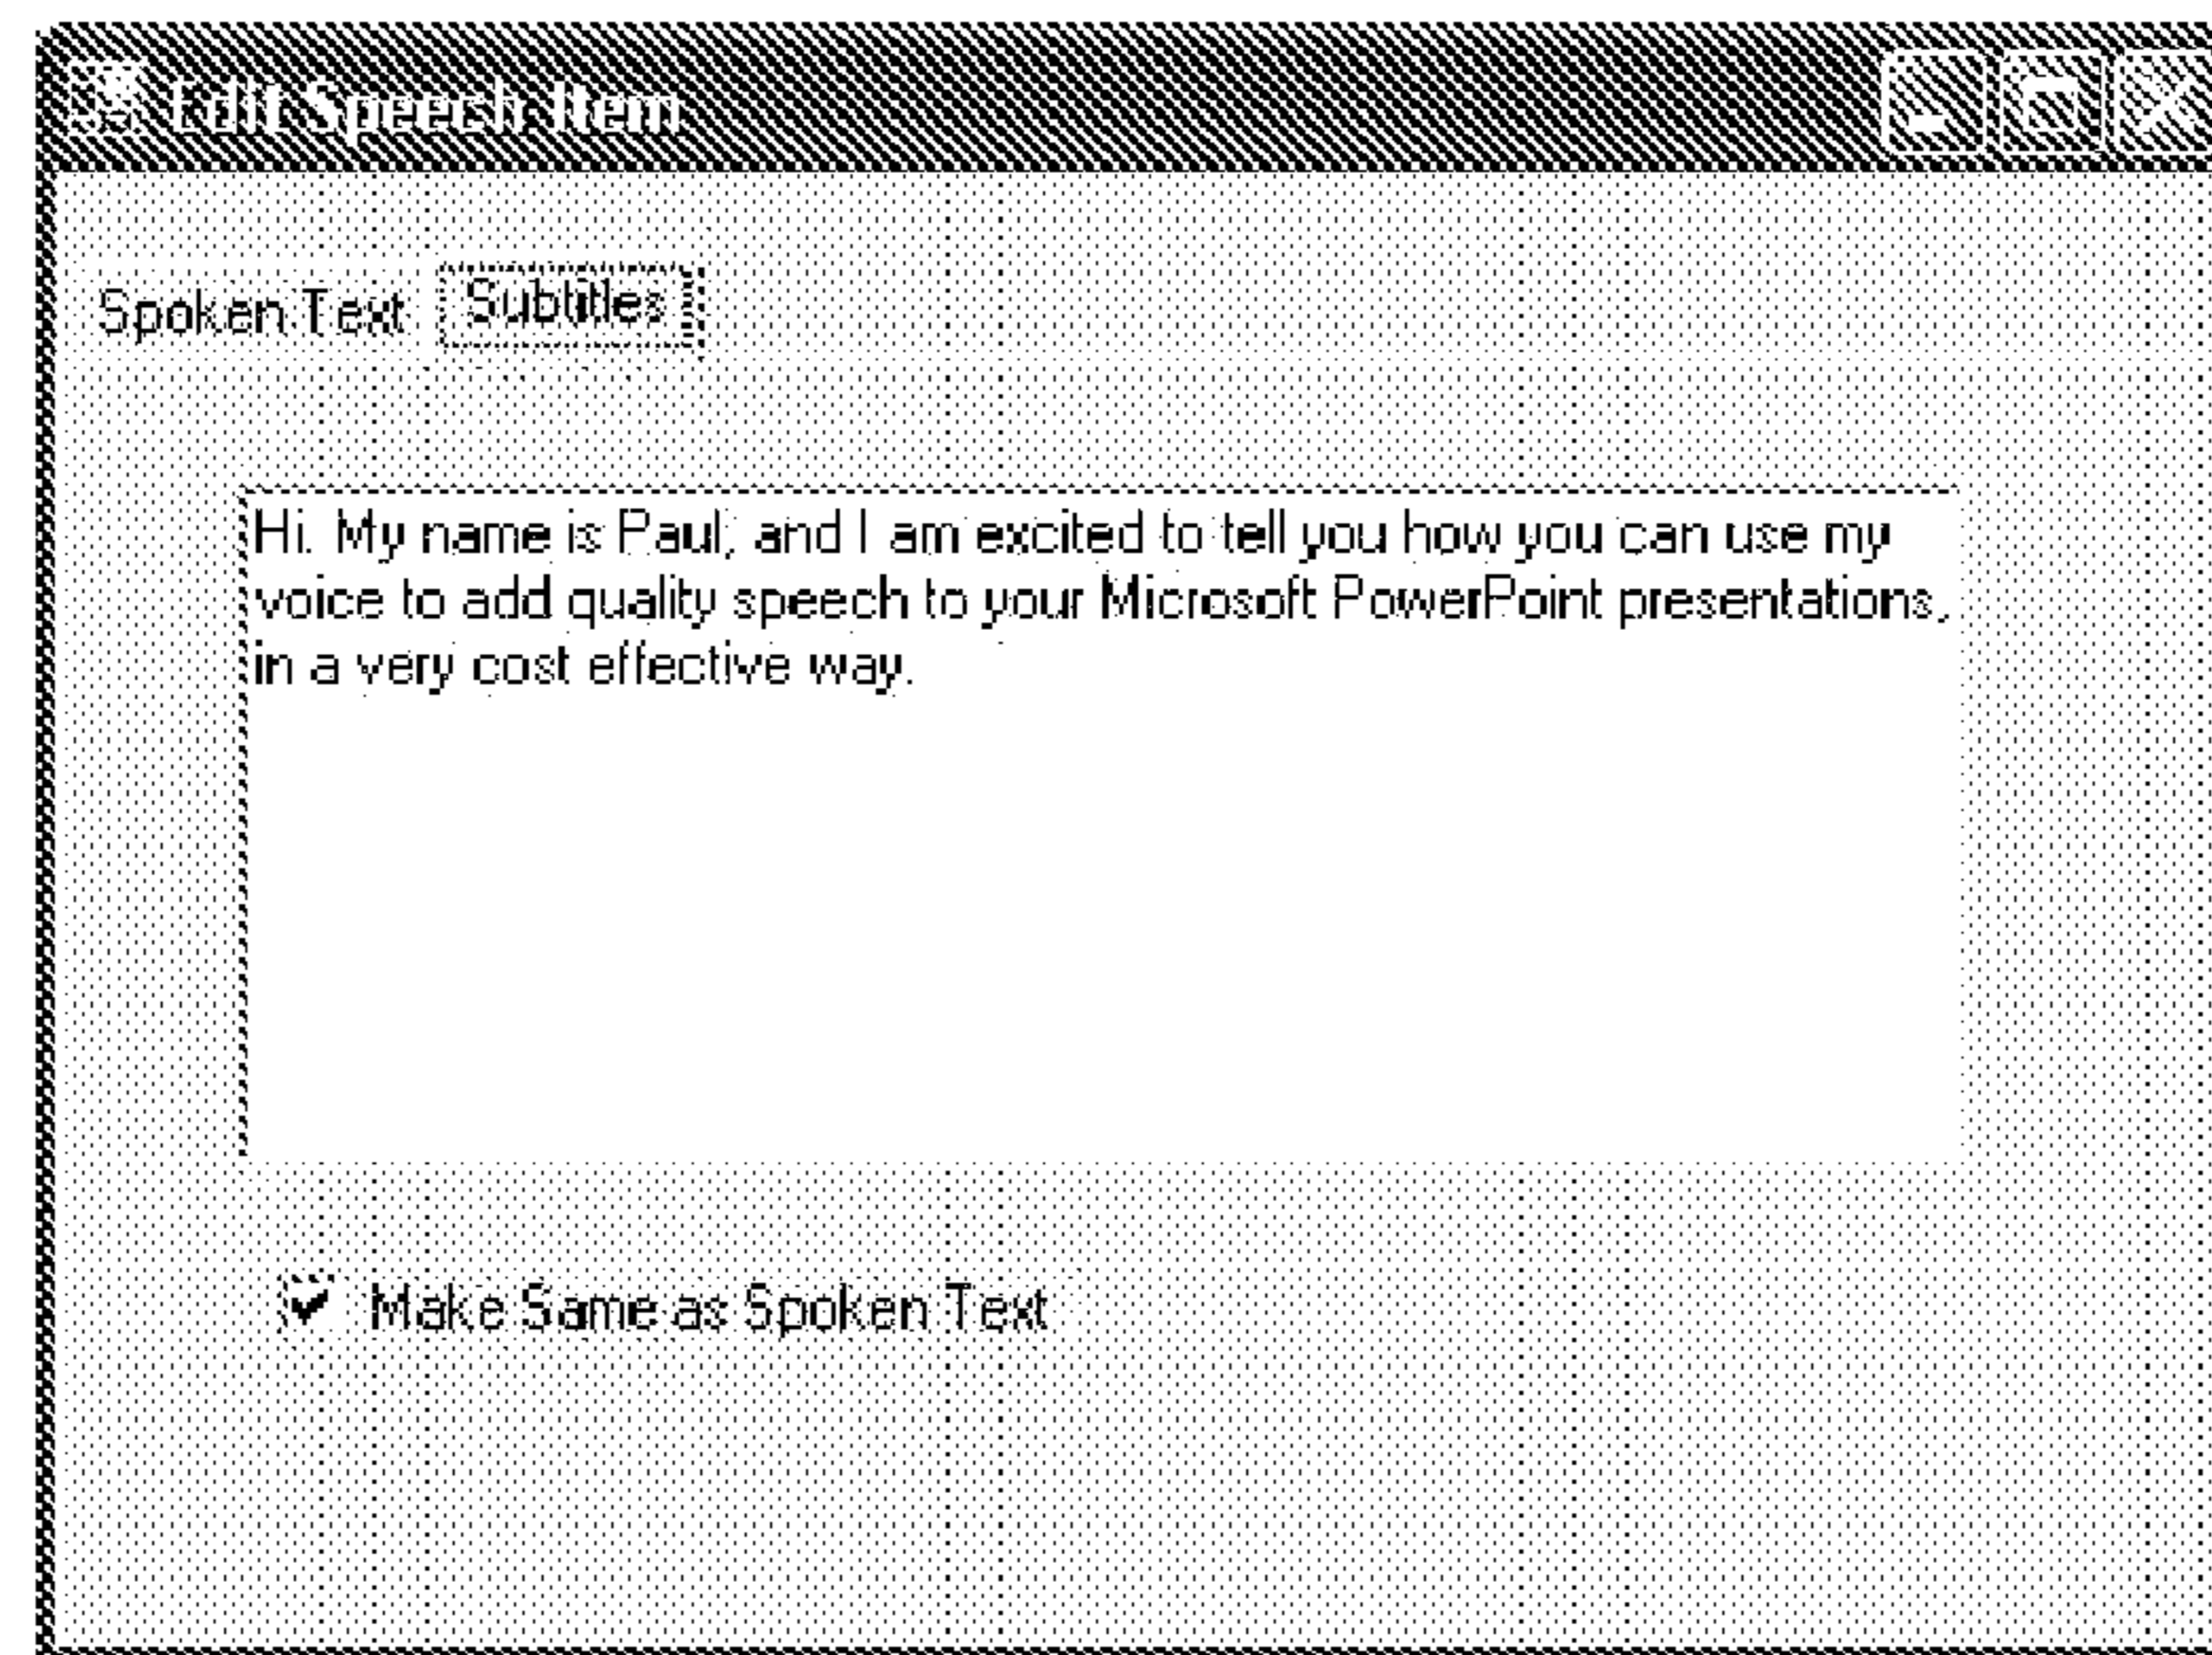 Edit Speech Item
Spoken Text Subtitles
Hi. My name is Paul, and I am excited to tell you how you can use my
voice to add quality speech to your Microsoft PowerPoint presentations,
in a very cost effective way.
Make Same as Spoken Text